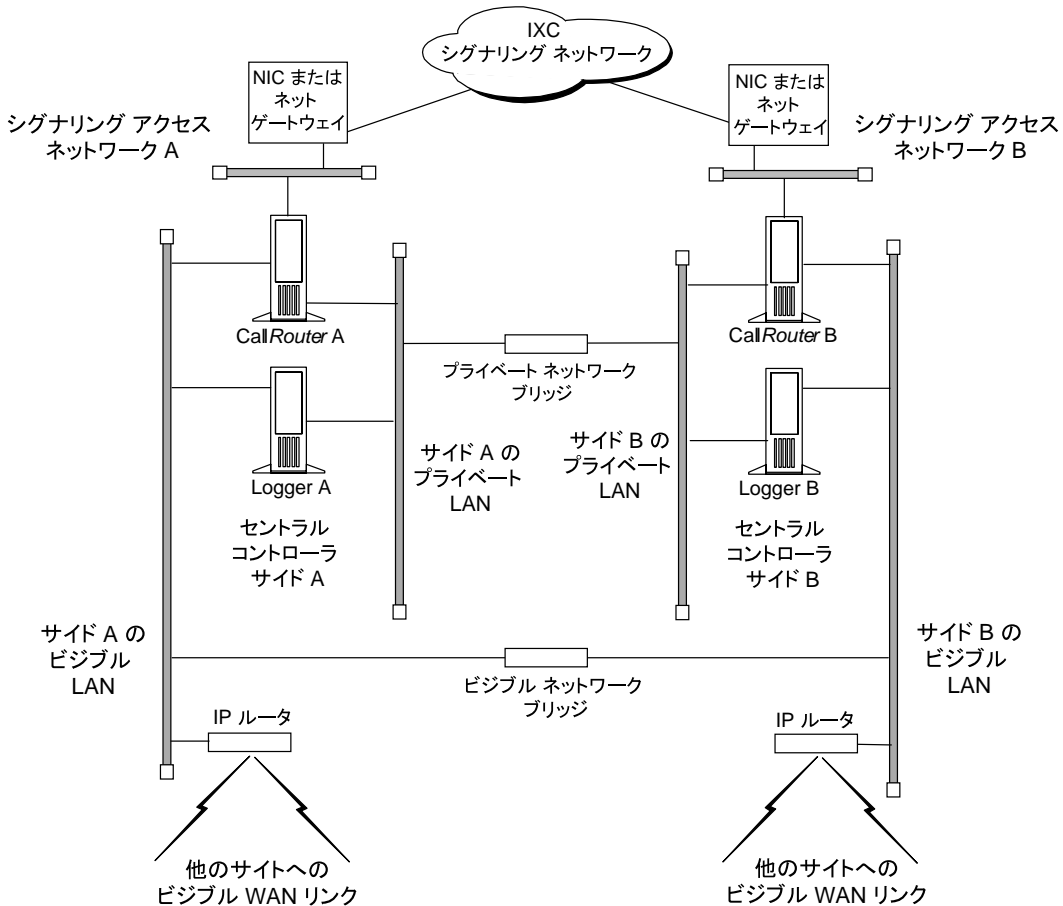 IXC
シグナリング ネットワーク
NIC または
ネット
ゲートウェイ
NIC または
ネット
ゲートウェイ
シグナリング アクセス
ネットワーク A
シグナリング アクセス
ネットワーク B
CallRouter A
CallRouter B
プライベート ネットワーク
ブリッジ
サイド A の
プライベート
LAN
サイド B の
プライベート
LAN
Logger A
Logger B
セントラル
コントローラ
サイド A
セントラル
コントローラ
サイド B
サイド A の
ビジブル
LAN
サイド B の
ビジブル
LAN
ビジブル ネットワーク
ブリッジ
IP ルータ
IP ルータ
他のサイトへの
ビジブル WAN リンク
他のサイトへの
ビジブル WAN リンク